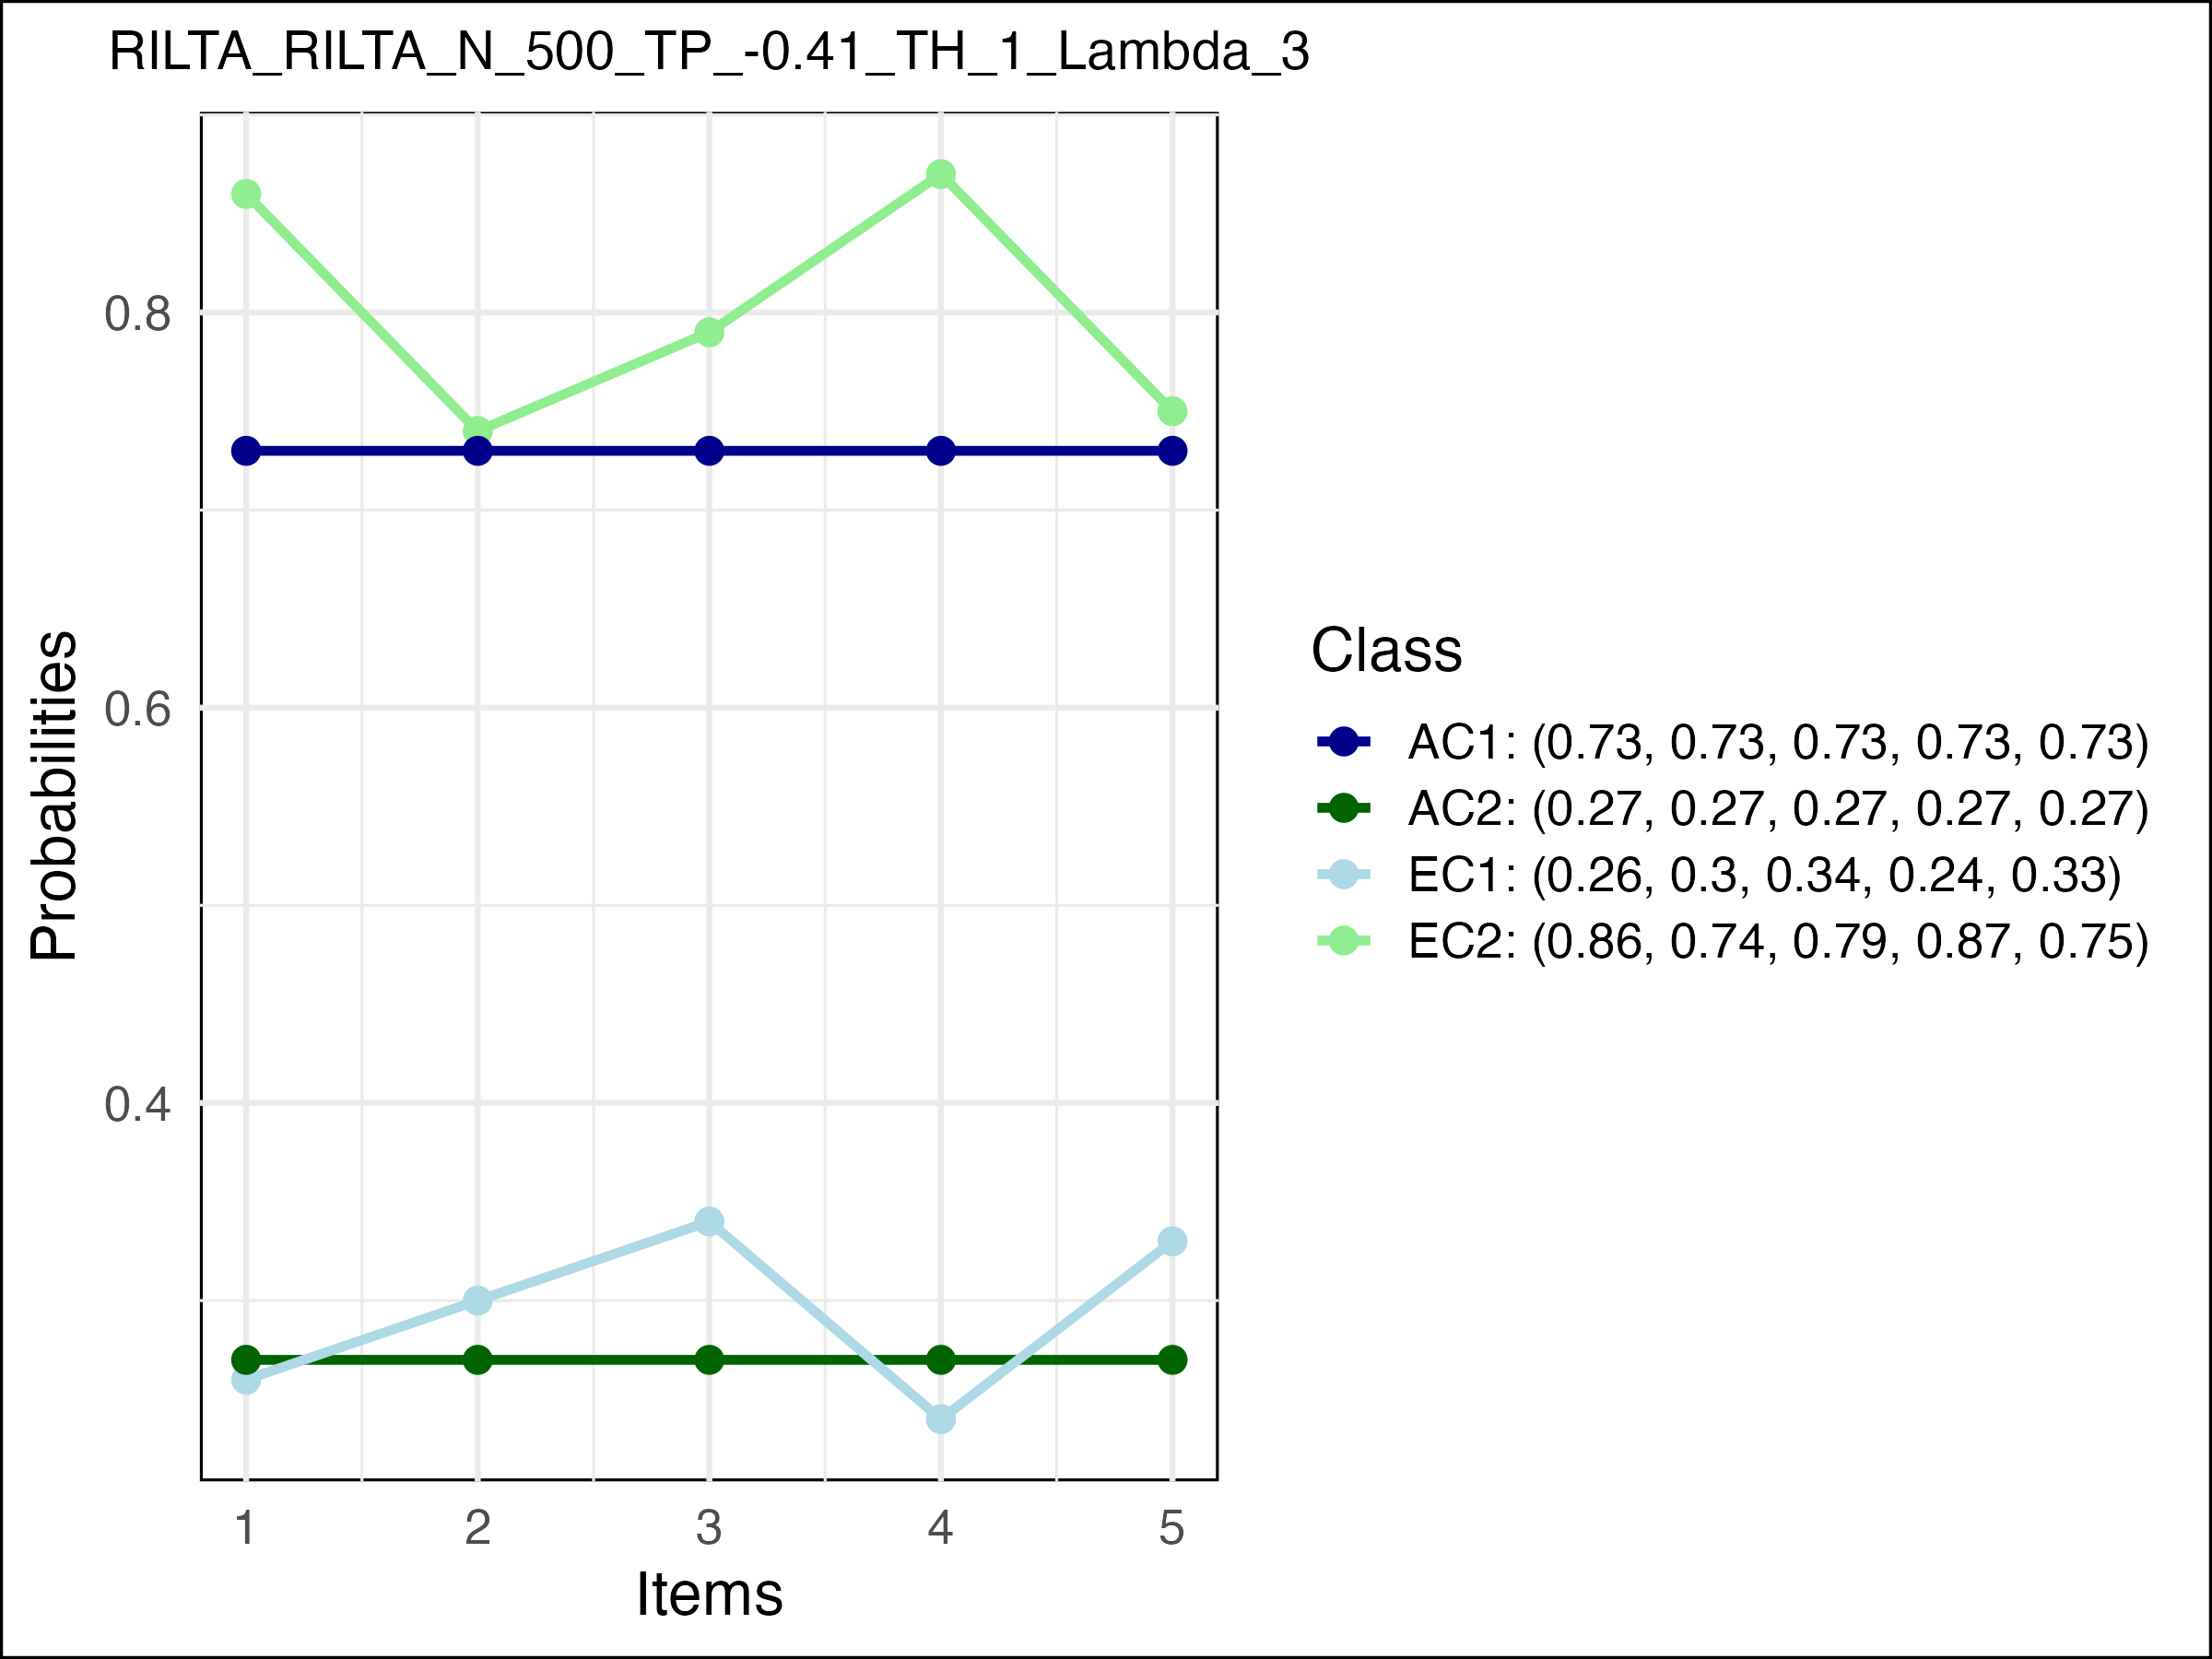 RILTA_RILTA_N_500_TP_-0.41_TH_1_Lambda_3
Probabilities
0.8
0.6
0.4
1 2 3 4 5
Items
Class
AC1: (0.73, 0.73, 0.73, 0.73, 0.73)
AC2: (0.27, 0.27, 0.27, 0.27, 0.27)
EC1: (0.26, 0.3, 0.34, 0.24, 0.33)
EC2: (0.86, 0.74, 0.79, 0.87, 0.75)